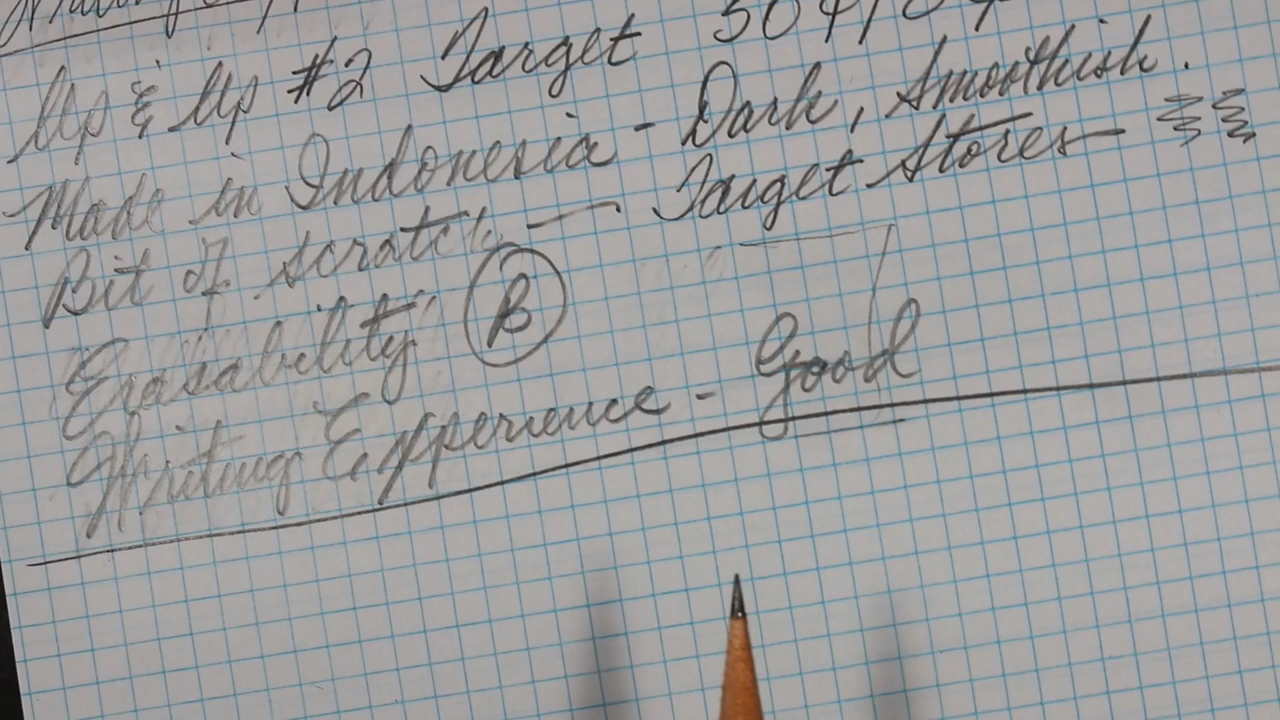 Up & Up #2 Target
Made in Indonesia - Dark, Smoothish.
Bit of scratch — Target Stores
Erasability B
Writing Experience - Good